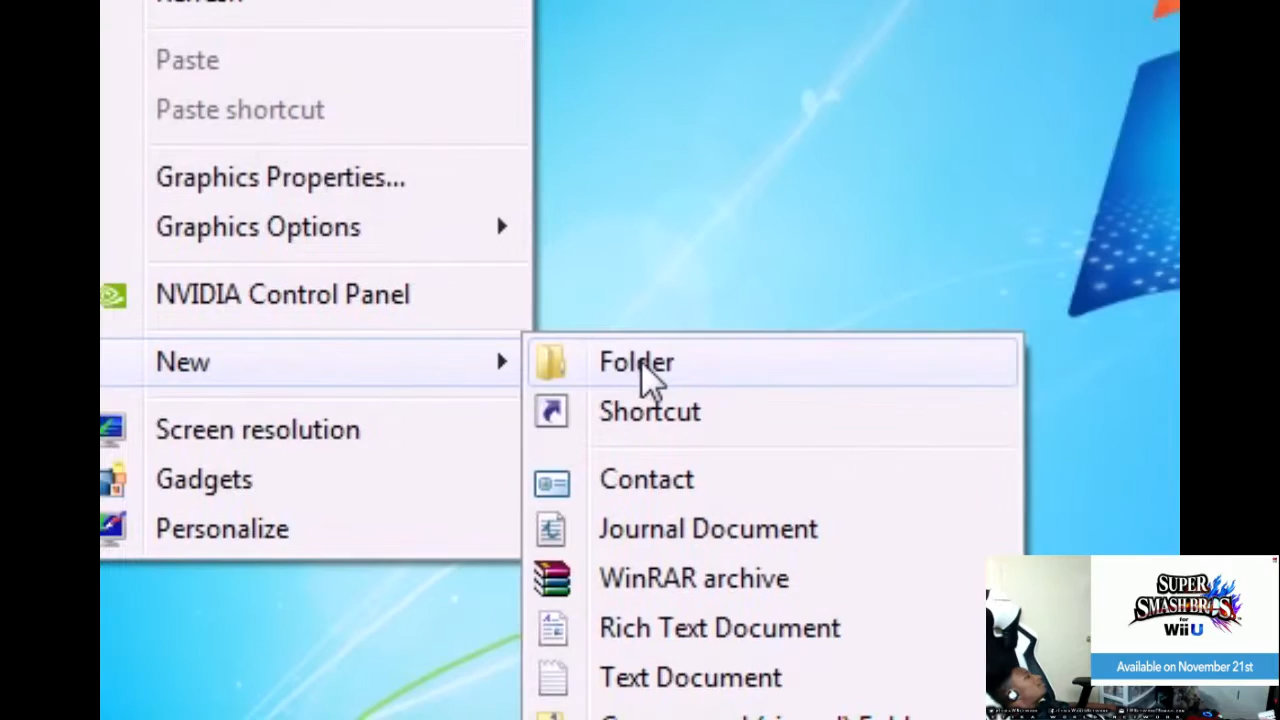 Paste
Paste shortcut
Graphics Properties...
Graphics Options
NVIDIA Control Panel
New
Folder
Shortcut
Screen resolution
Gadgets
Personalize
Contact
Journal Document
WinRAR archive
Rich Text Document
Text Document
SUPER
SMASH BROS.
for
Wii U
Available on November 21st